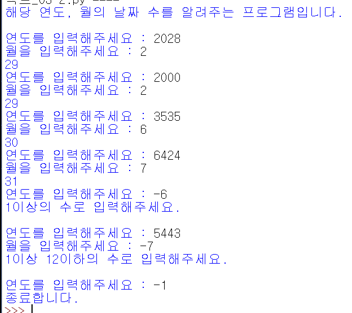 해당 연도, 월의 날짜 수를 알려주는 프로그램입니다.
연도를 입력해주세요 : 2028
월을 입력해주세요 : 2
29
연도를 입력해주세요 : 2000
월을 입력해주세요 : 2
29
연도를 입력해주세요 : 3535
월을 입력해주세요 : 6
30
연도를 입력해주세요 : 6424
월을 입력해주세요 : 7
31
연도를 입력해주세요 : -6
1이상의 수로 입력해주세요.
연도를 입력해주세요 : 5443
월을 입력해주세요 : -7
1이상 12이하의 수로 입력해주세요.
연도를 입력해주세요 : -1
종료합니다.
>>>